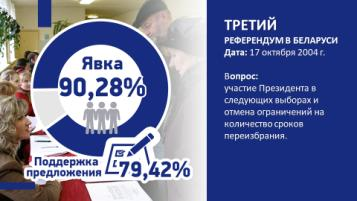 Явка
90,28%
Поддержка
предложения
79,42%
ТРЕТИЙ
РЕФЕРЕНДУМ В БЕЛАРУСИ
Дата: 17 октября 2004 г.
Вопрос:
участие Президента в
следующих выборах и
отмена ограничений на
количество сроков
переизбрания.